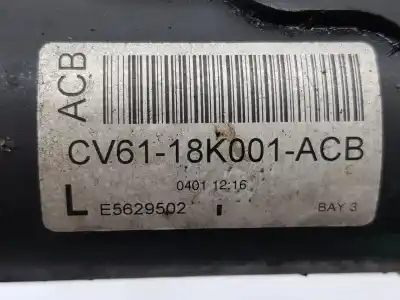 ACB
CV61-18K001-ACB
0401 12:16
L E5629502 BAY 3